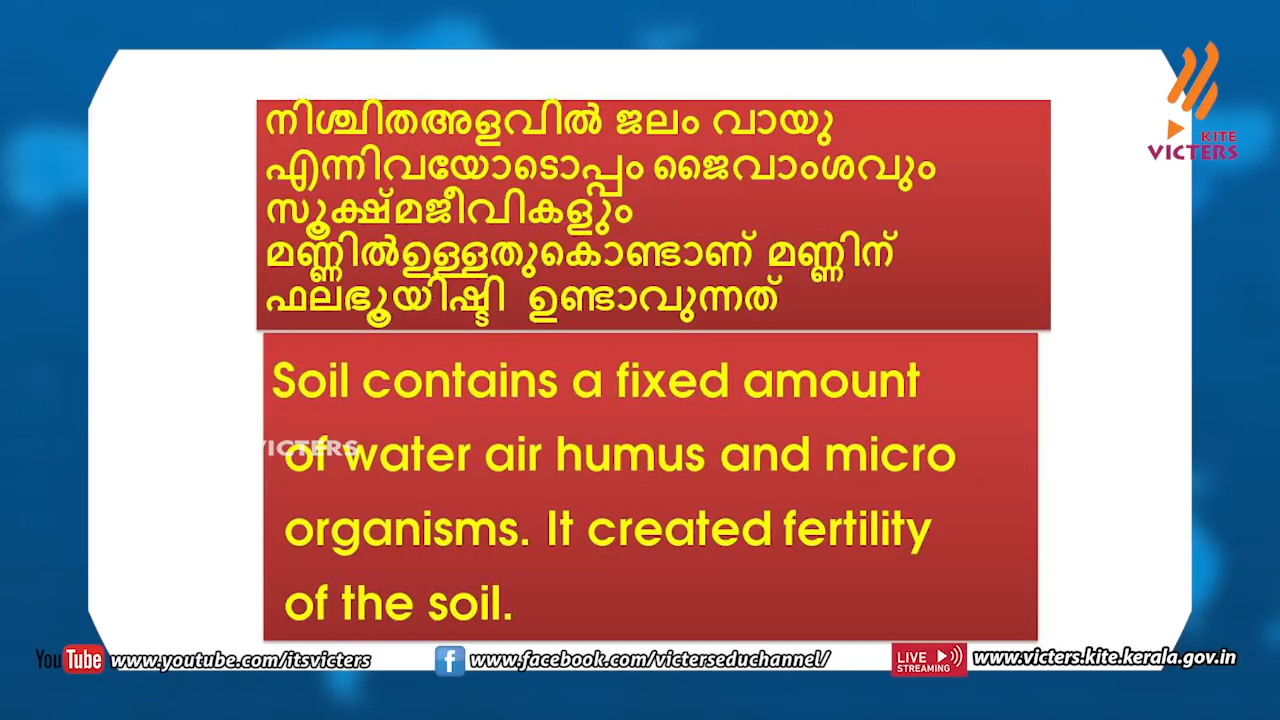 നിശ്ചിതഅളവിൽ ജലം വായു
എന്നിവയോടൊപ്പം ജൈവാംശവും
സൂക്ഷ്മജീവികളും
മണ്ണിൽഉള്ളതുകൊണ്ടാണ് മണ്ണിന്
ഫലഭൂയിഷ്ടി ഉണ്ടാവുന്നത്
KITE
VICTERS
Soil contains a fixed amount
VICTERS
of water air humus and micro
organisms. It created fertility
of the soil.
YouTube www.youtube.com/itsvicters
f www.facebook.com/victerseduchannel/
LIVE STREAMING www.victers.kite.kerala.gov.in